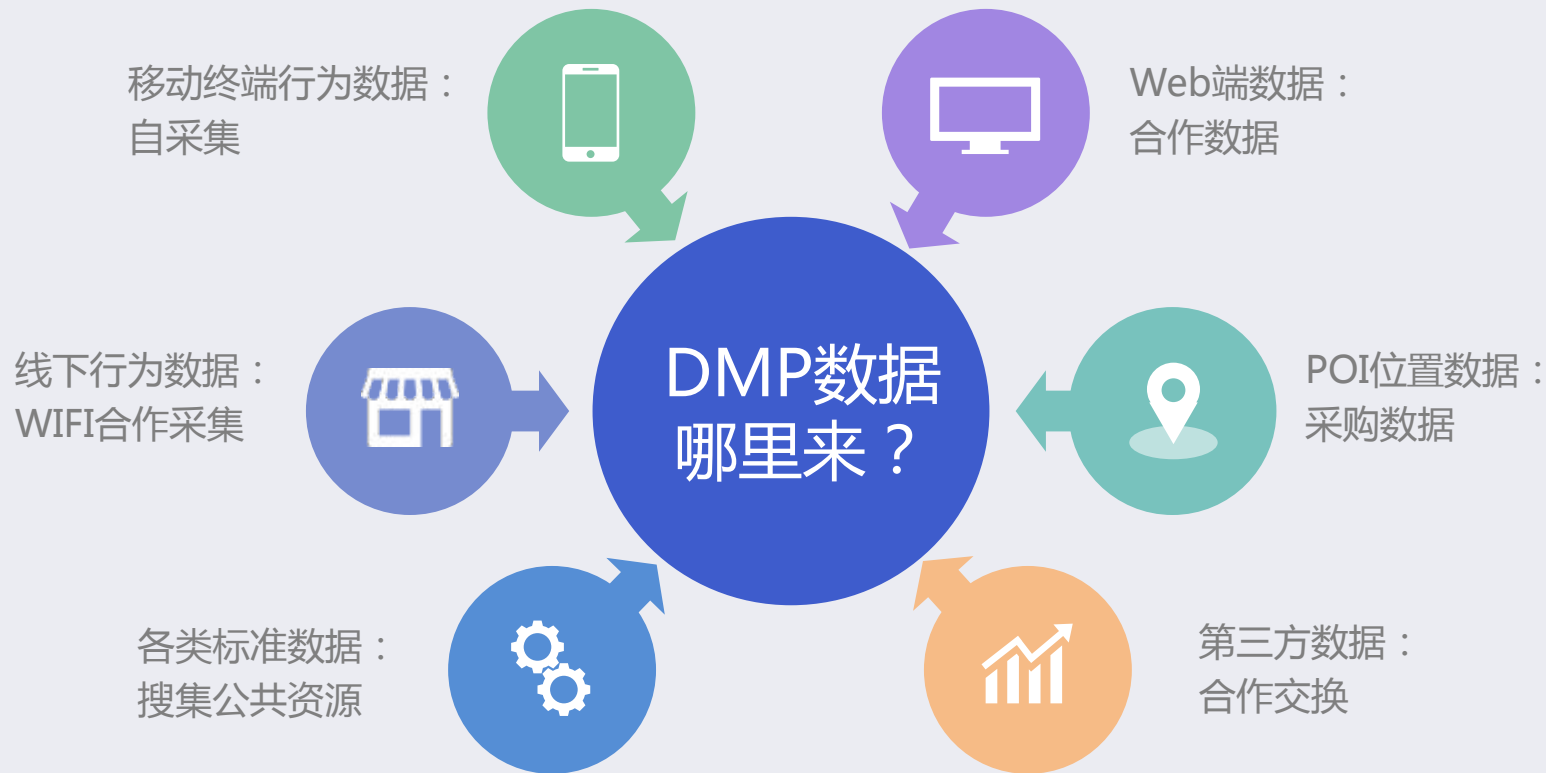 移动终端行为数据：
自采集
Web端数据：
合作数据
线下行为数据：
WIFI合作采集
DMP数据
哪里来？
POI位置数据：
采购数据
各类标准数据：
搜集公共资源
第三方数据：
合作交换